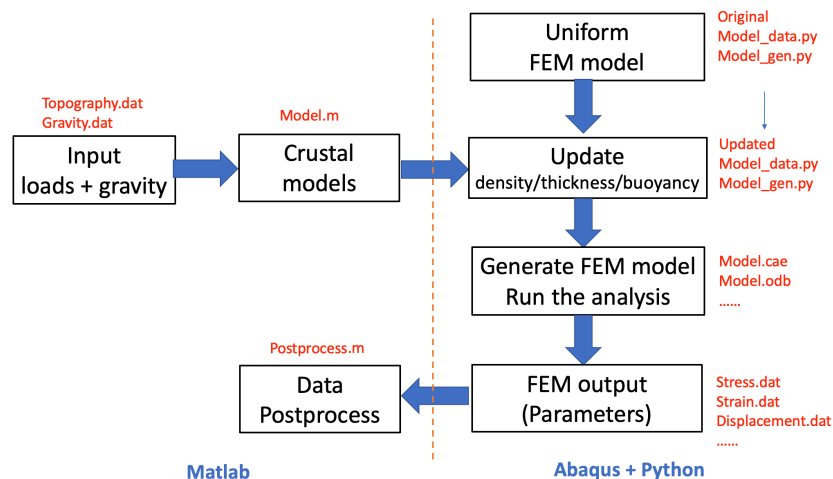 Uniform
FEM model
Original
Model_data.py
Model_gen.py
Topography.dat
Gravity.dat
Model.m
Input
loads + gravity
Crustal
models
Update
density/thickness/buoyancy
Updated
Model_data.py
Model_gen.py
Generate FEM model
Run the analysis
Model.cae
Model.odb
......
Postprocess.m
Data
Postprocess
FEM output
(Parameters)
Stress.dat
Strain.dat
Displacement.dat
......
Matlab
Abaqus + Python